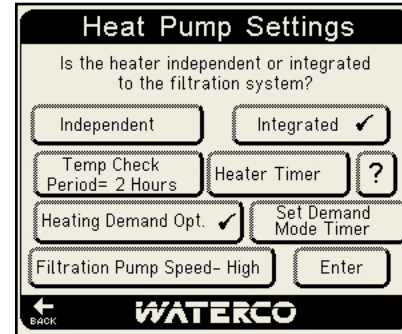 Heat Pump Settings
Is the heater independent or integrated
to the filtration system?
Independent
Integrated ✓
Temp Check
Period= 2 Hours
Heater Timer
?
Heating Demand Opt. ✓
Set Demand
Mode Timer
Filtration Pump Speed- High
Enter
BACK
WATERCO